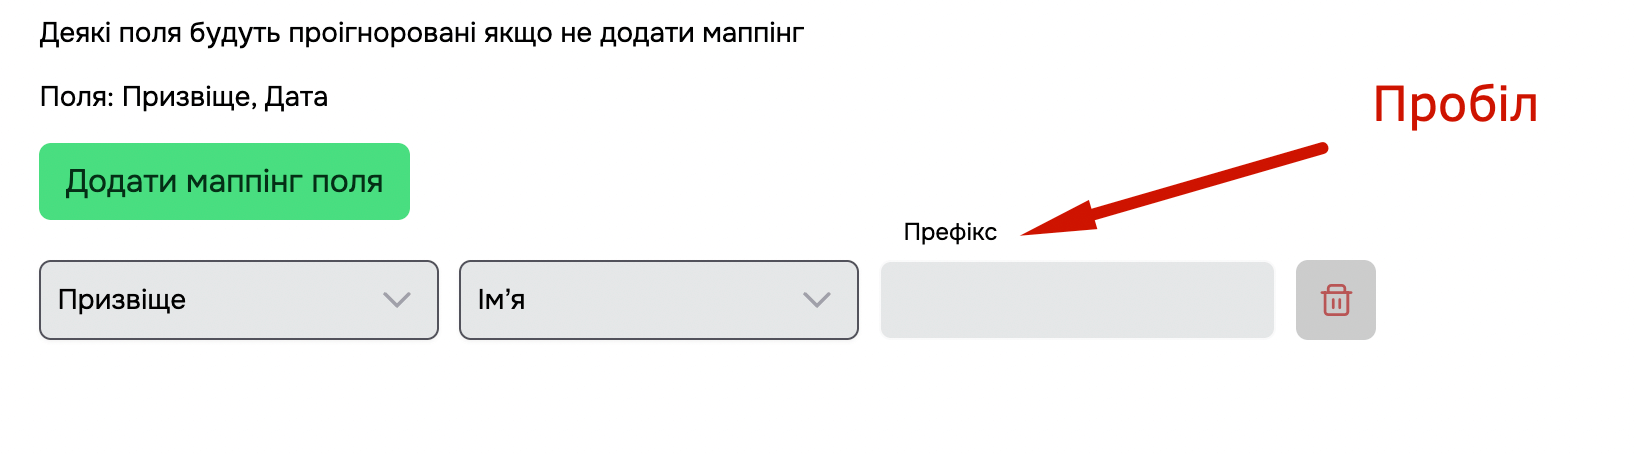 Деякі поля будуть проігноровані якщо не додати маппінг
Поля: Призвіще, Дата
Пробіл
Додати маппінг поля
Префікс
Призвіще
Ім’я